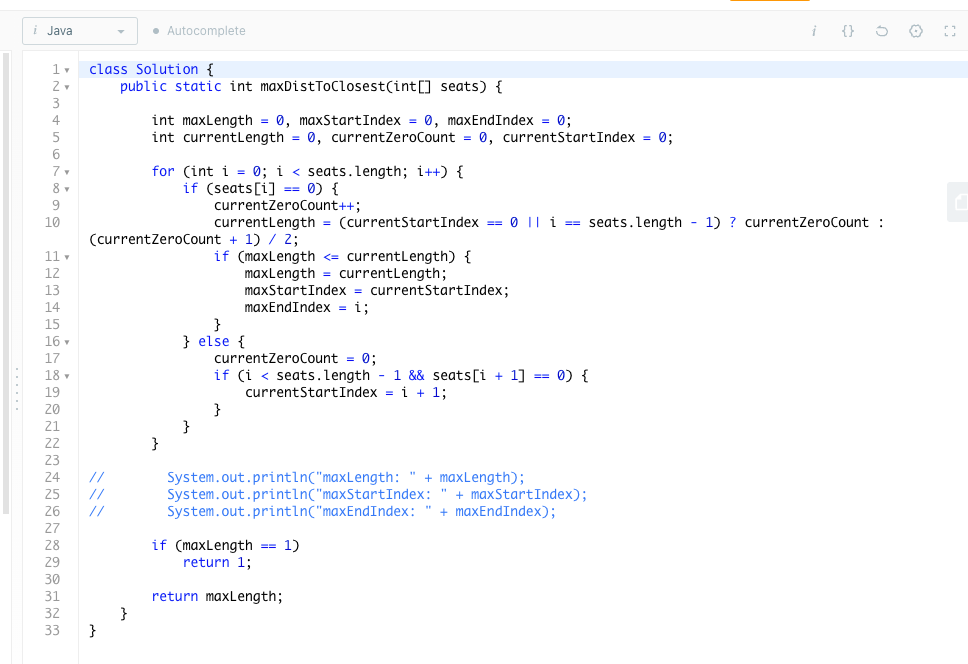 i Java
Autocomplete
i {}
1 class Solution {
2     public static int maxDistToClosest(int[] seats) {
3
4         int maxLength = 0, maxStartIndex = 0, maxEndIndex = 0;
5         int currentLength = 0, currentZeroCount = 0, currentStartIndex = 0;
6
7         for (int i = 0; i < seats.length; i++) {
8             if (seats[i] == 0) {
9                 currentZeroCount++;
10                 currentLength = (currentStartIndex == 0 || i == seats.length - 1) ? currentZeroCount :
(currentZeroCount + 1) / 2;
11                 if (maxLength <= currentLength) {
12                     maxLength = currentLength;
13                     maxStartIndex = currentStartIndex;
14                     maxEndIndex = i;
15                 }
16             } else {
17                 currentZeroCount = 0;
18                 if (i < seats.length - 1 && seats[i + 1] == 0) {
19                     currentStartIndex = i + 1;
20                 }
21             }
22         }
23
24 //        System.out.println("maxLength: " + maxLength);
25 //        System.out.println("maxStartIndex: " + maxStartIndex);
26 //        System.out.println("maxEndIndex: " + maxEndIndex);
27
28         if (maxLength == 1)
29             return 1;
30
31         return maxLength;
32     }
33 }